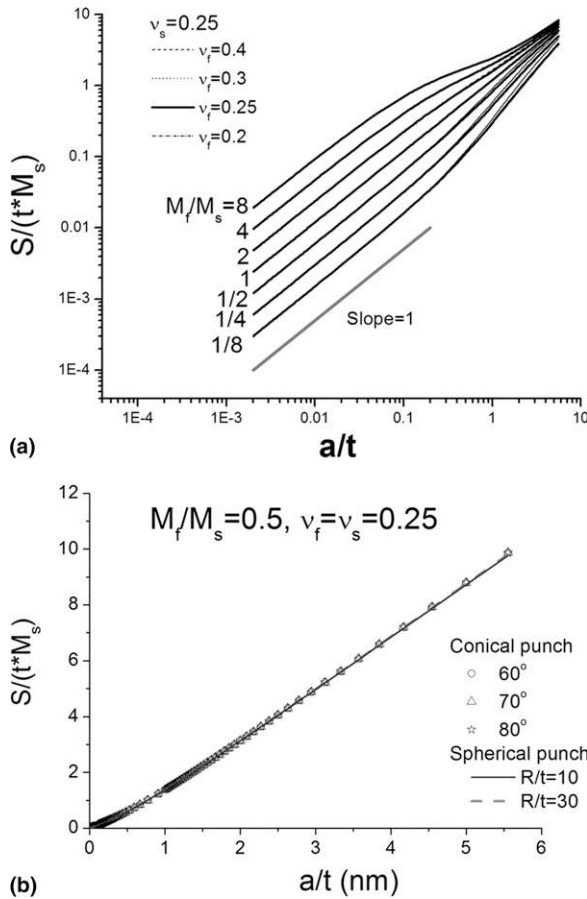 10
ν_s=0.25
ν_f=0.4
ν_f=0.3
ν_f=0.25
ν_f=0.2
1
0.1
0.01
1E-3
1E-4
S/(t*M_s)
M_f/M_s=8
4
2
1
1/2
1/4
1/8
Slope=1
1E-4 1E-3 0.01 0.1 1 10
(a) a/t
12
10
8
6
4
2
0
S/(t*M_s)
M_f/M_s=0.5, ν_f=ν_s=0.25
Conical punch
60°
70°
80°
Spherical punch
R/t=10
R/t=30
0 1 2 3 4 5 6
(b) a/t (nm)